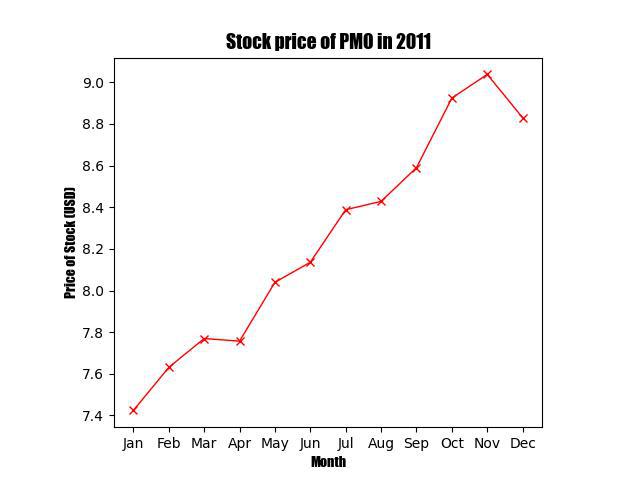 Stock price of PMO in 2011
Price of Stock (USD)
9.0
8.8
8.6
8.4
8.2
8.0
7.8
7.6
7.4
Jan Feb Mar Apr May Jun Jul Aug Sep Oct Nov Dec
Month